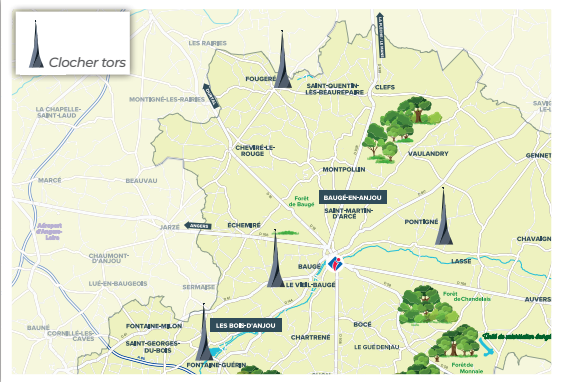 Clocher tors
LES RAIRIES
FOUGERÉ
SAINT-QUENTIN-
LÈS-BEAUREPAIRE
CLEFS
MONTIGNÉ-LES-RAIRIES
LA CHAPELLE-
SAINT-LAUD
CHEVIRÉ-LE-
ROUGE
VAULANDRY
GENNET
MONTPOLLIN
MARCÉ
BEAUVAU
Forêt
de Baugé
BAUGÉ-EN-ANJOU
SAINT-MARTIN-
D'ARCÉ
PONTIGNÉ
Aéroport
d'Angers-
Loire
JARZÉ
ANGERS
ÉCHEMIRÉ
CHAVAIGN
CHAUMONT-
D'ANJOU
BAUGÉ
LASSE
LUÉ-EN-BAUGEOIS
SERMAISE
LE VIEIL-BAUGÉ
Forêt
de Chandelais
AUVERS
BAUNÉ
CORNILLÉ-LES-
CAVES
FONTAINE-MILON
LES BOIS-D'ANJOU
BOCÉ
SAINT-GEORGES-
DU-BOIS
CHARTRENÉ
LE GUÉDENIAU
FONTAINE-GUÉRIN
Forêt de
Monnaie